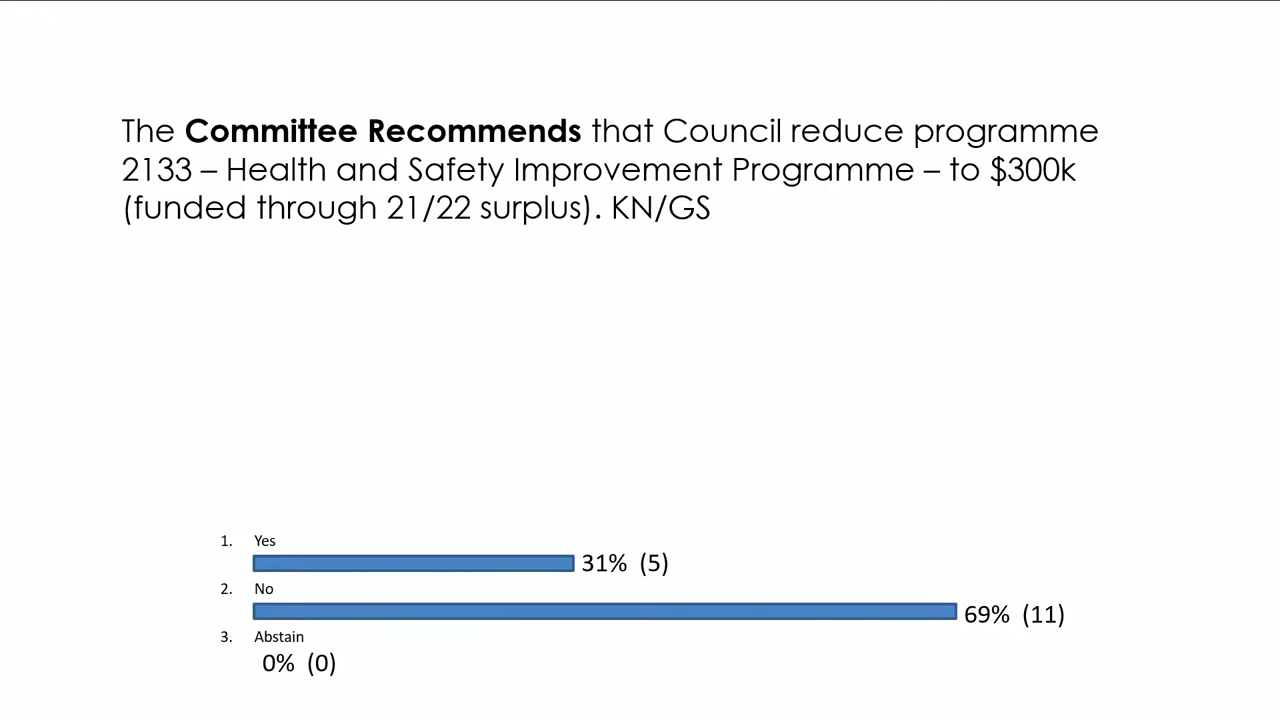 The Committee Recommends that Council reduce programme
2133 – Health and Safety Improvement Programme – to $300k
(funded through 21/22 surplus). KN/GS
1. Yes
31% (5)
2. No
69% (11)
3. Abstain
0% (0)